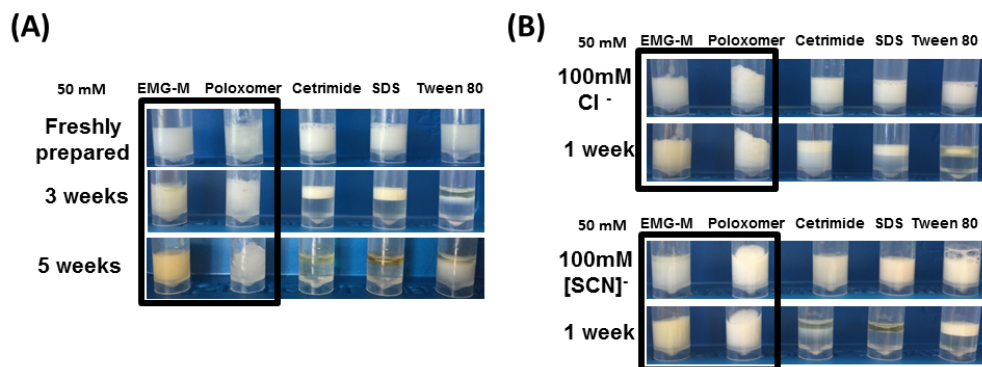 (A)
50 mM EMG-M Poloxomer Cetrimide SDS Tween 80
Freshly
prepared
3 weeks
5 weeks
(B)
50 mM EMG-M Poloxomer Cetrimide SDS Tween 80
100mM
Cl -
1 week
50 mM EMG-M Poloxomer Cetrimide SDS Tween 80
100mM
[SCN]-
1 week